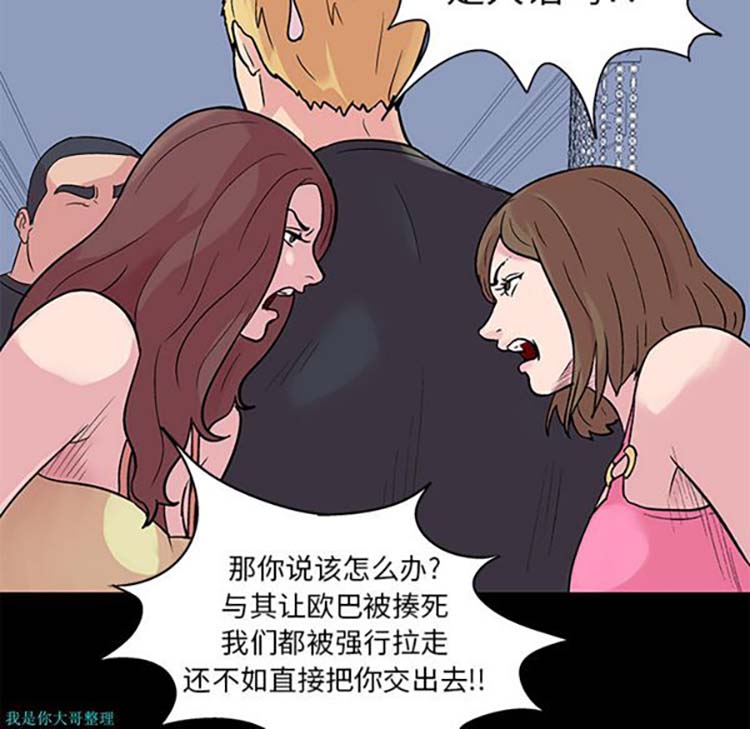 那你说该怎么办?
与其让欧巴被揍死
我们都被强行拉走
还不如直接把你交出去!!
我是你大哥整理